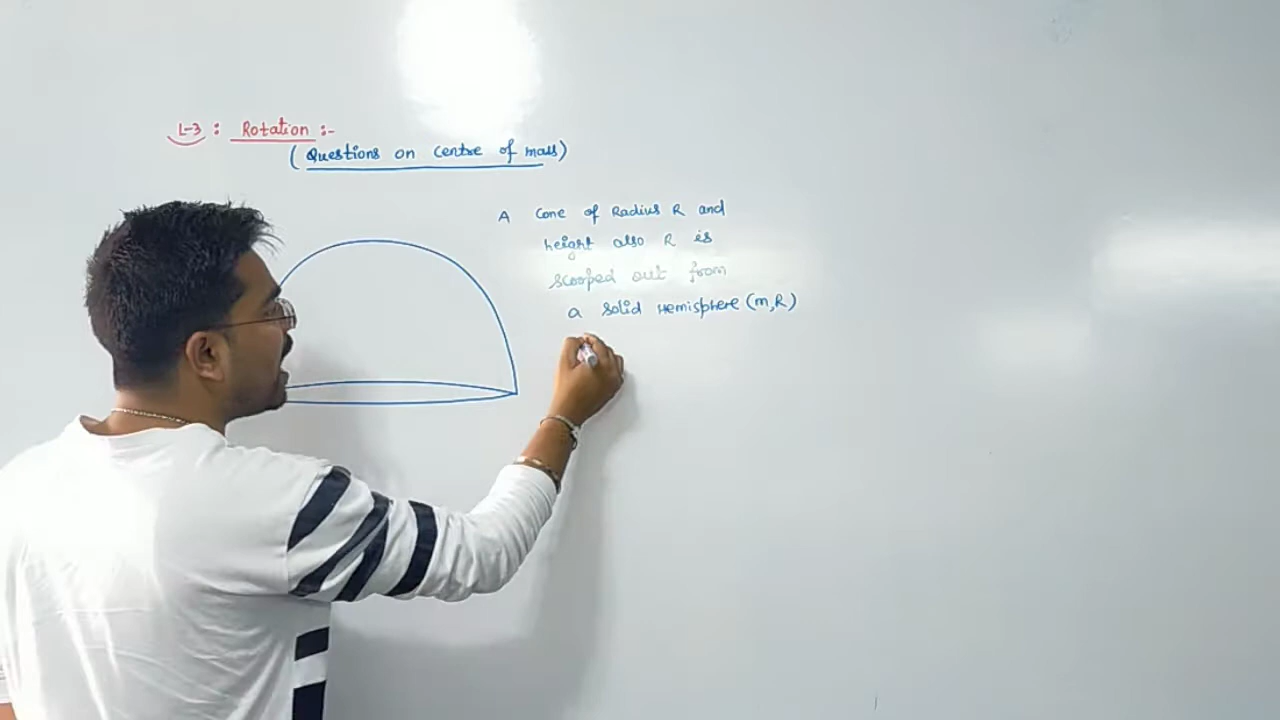 L-3 : Rotation :-
(Questions on centre of mass)
A Cone of Radius R and
height also R is
scooped out from
a solid Hemisphere (m,R)